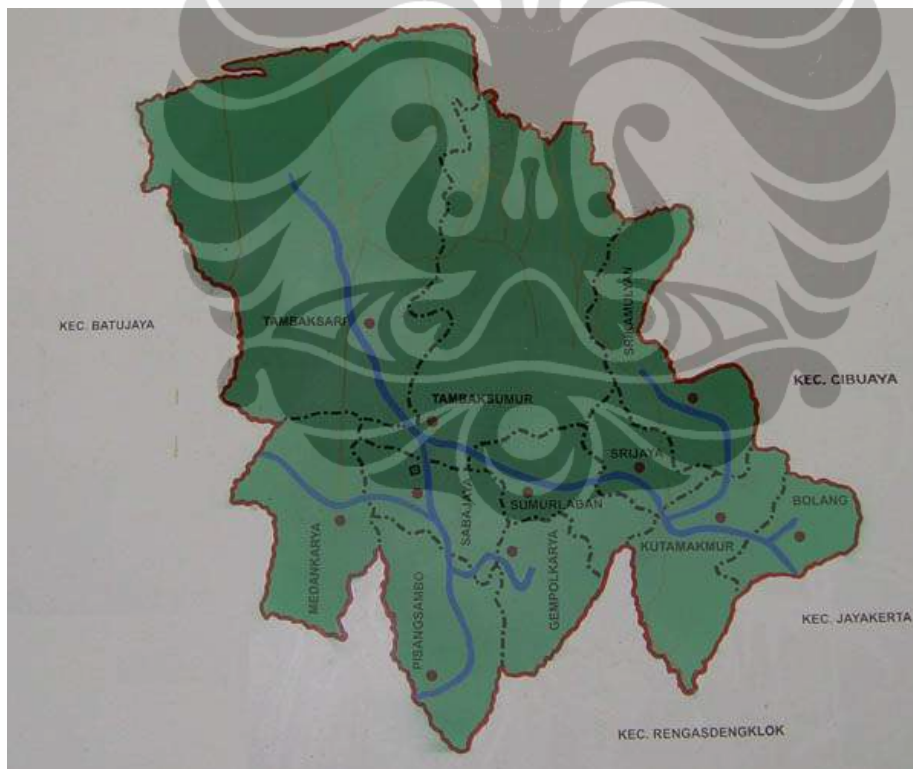 SRIKAMULYAN
TAMBAKSARI
KEC. BATUJAYA
KEC. CIBUAYA
TAMBAKSUMUR
SRIJAYA
SABAJAYA
SUMURLABAN
BOLANG
KUTAMAKMUR
MEDANKARYA
GEMPOLKARYA
PISANGSAMBO
KEC. JAYAKERTA
KEC. RENGASDENGKLOK